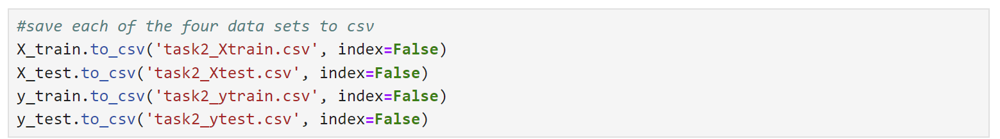 #save each of the four data sets to csv
X_train.to_csv('task2_Xtrain.csv', index=False)
X_test.to_csv('task2_Xtest.csv', index=False)
y_train.to_csv('task2_ytrain.csv', index=False)
y_test.to_csv('task2_ytest.csv', index=False)